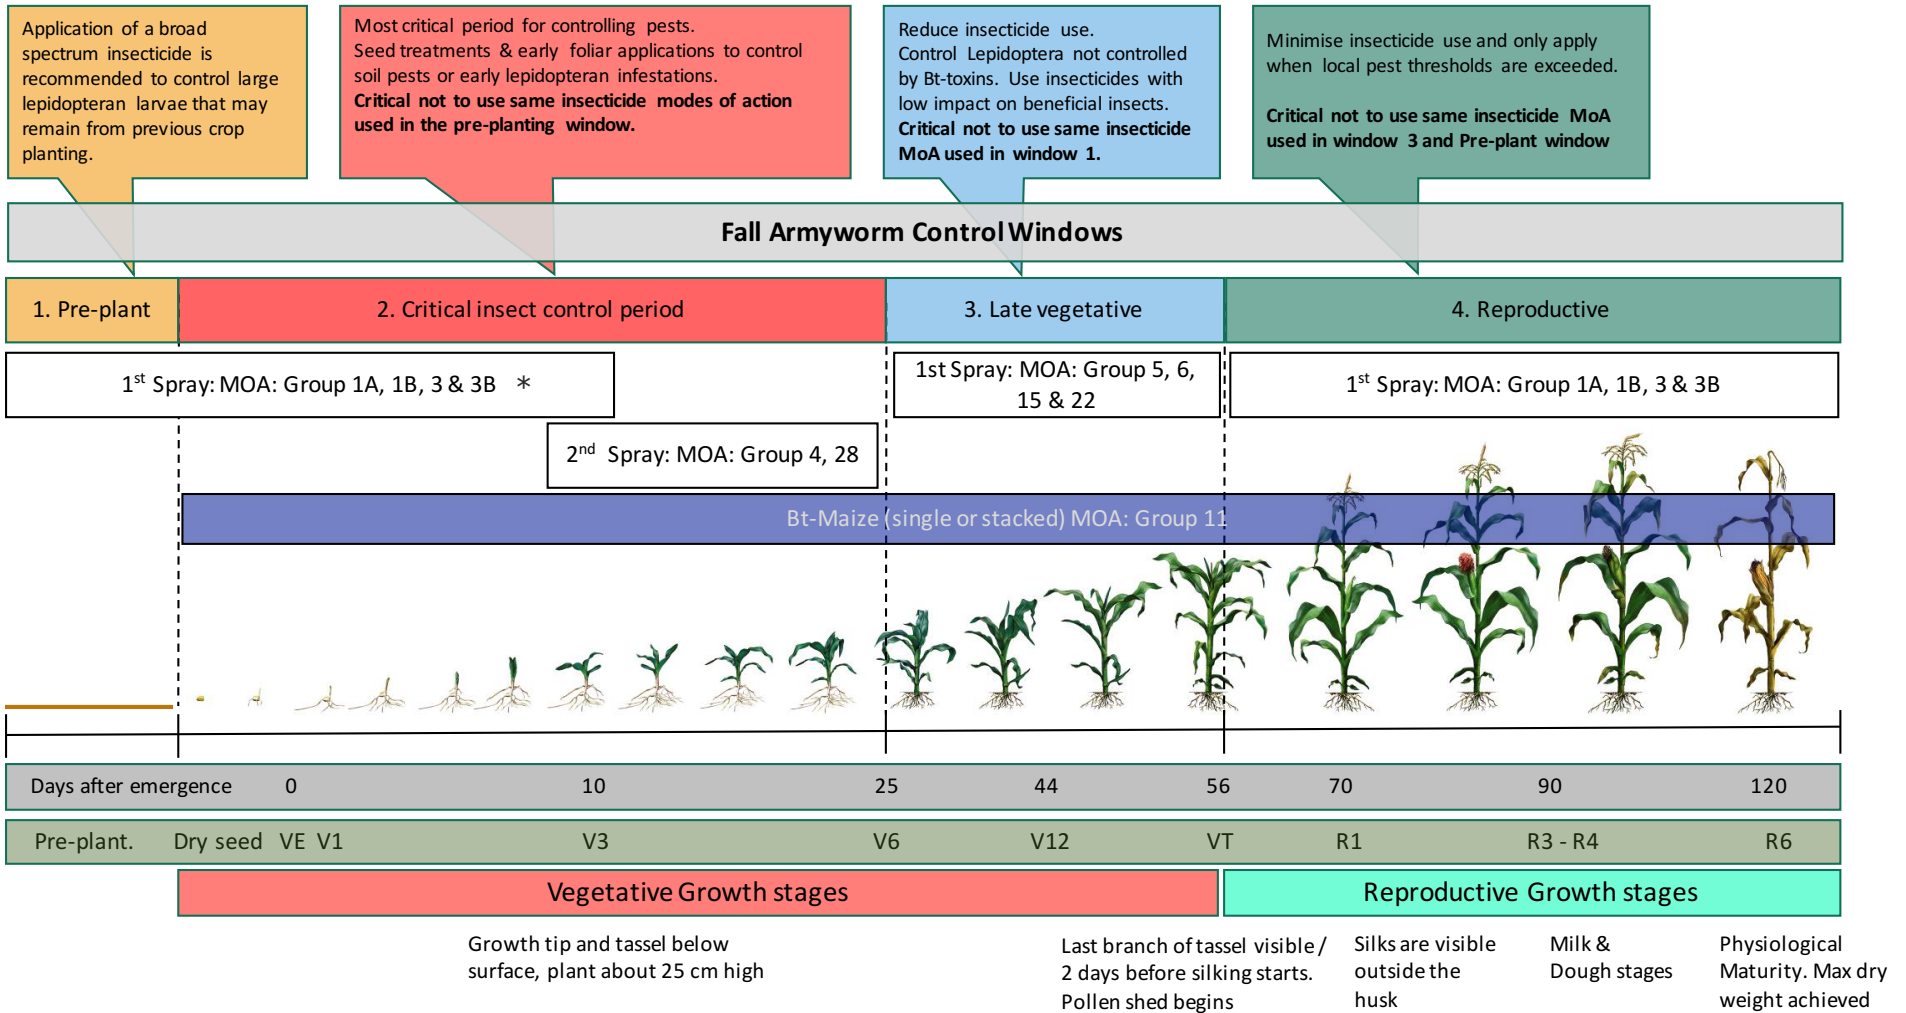 Application of a broad
spectrum insecticide is
recommended to control large
lepidopteran larvae that may
remain from previous crop
planting.
Most critical period for controlling pests.
Seed treatments & early foliar applications to control
soil pests or early lepidopteran infestations.
Critical not to use same insecticide modes of action
used in the pre-planting window.
Reduce insecticide use.
Control Lepidoptera not controlled
by Bt-toxins. Use insecticides with
low impact on beneficial insects.
Critical not to use same insecticide
MoA used in window 1.
Minimise insecticide use and only apply
when local pest thresholds are exceeded.
Critical not to use same insecticide MoA
used in window 3 and Pre-plant window
Fall Armyworm Control Windows
1. Pre-plant
2. Critical insect control period
3. Late vegetative
4. Reproductive
1st Spray: MOA: Group 1A, 1B, 3 & 3B *
1st Spray: MOA: Group 5, 6,
15 & 22
1st Spray: MOA: Group 1A, 1B, 3 & 3B
2nd Spray: MOA: Group 4, 28
Bt-Maize (single or stacked) MOA: Group 11
Days after emergence 0 10 25 44 56 70 90 120
Pre-plant. Dry seed VE V1 V3 V6 V12 VT R1 R3 - R4 R6
Vegetative Growth stages
Reproductive Growth stages
Growth tip and tassel below
surface, plant about 25 cm high
Last branch of tassel visible /
2 days before silking starts.
Pollen shed begins
Silks are visible
outside the
husk
Milk &
Dough stages
Physiological
Maturity. Max dry
weight achieved